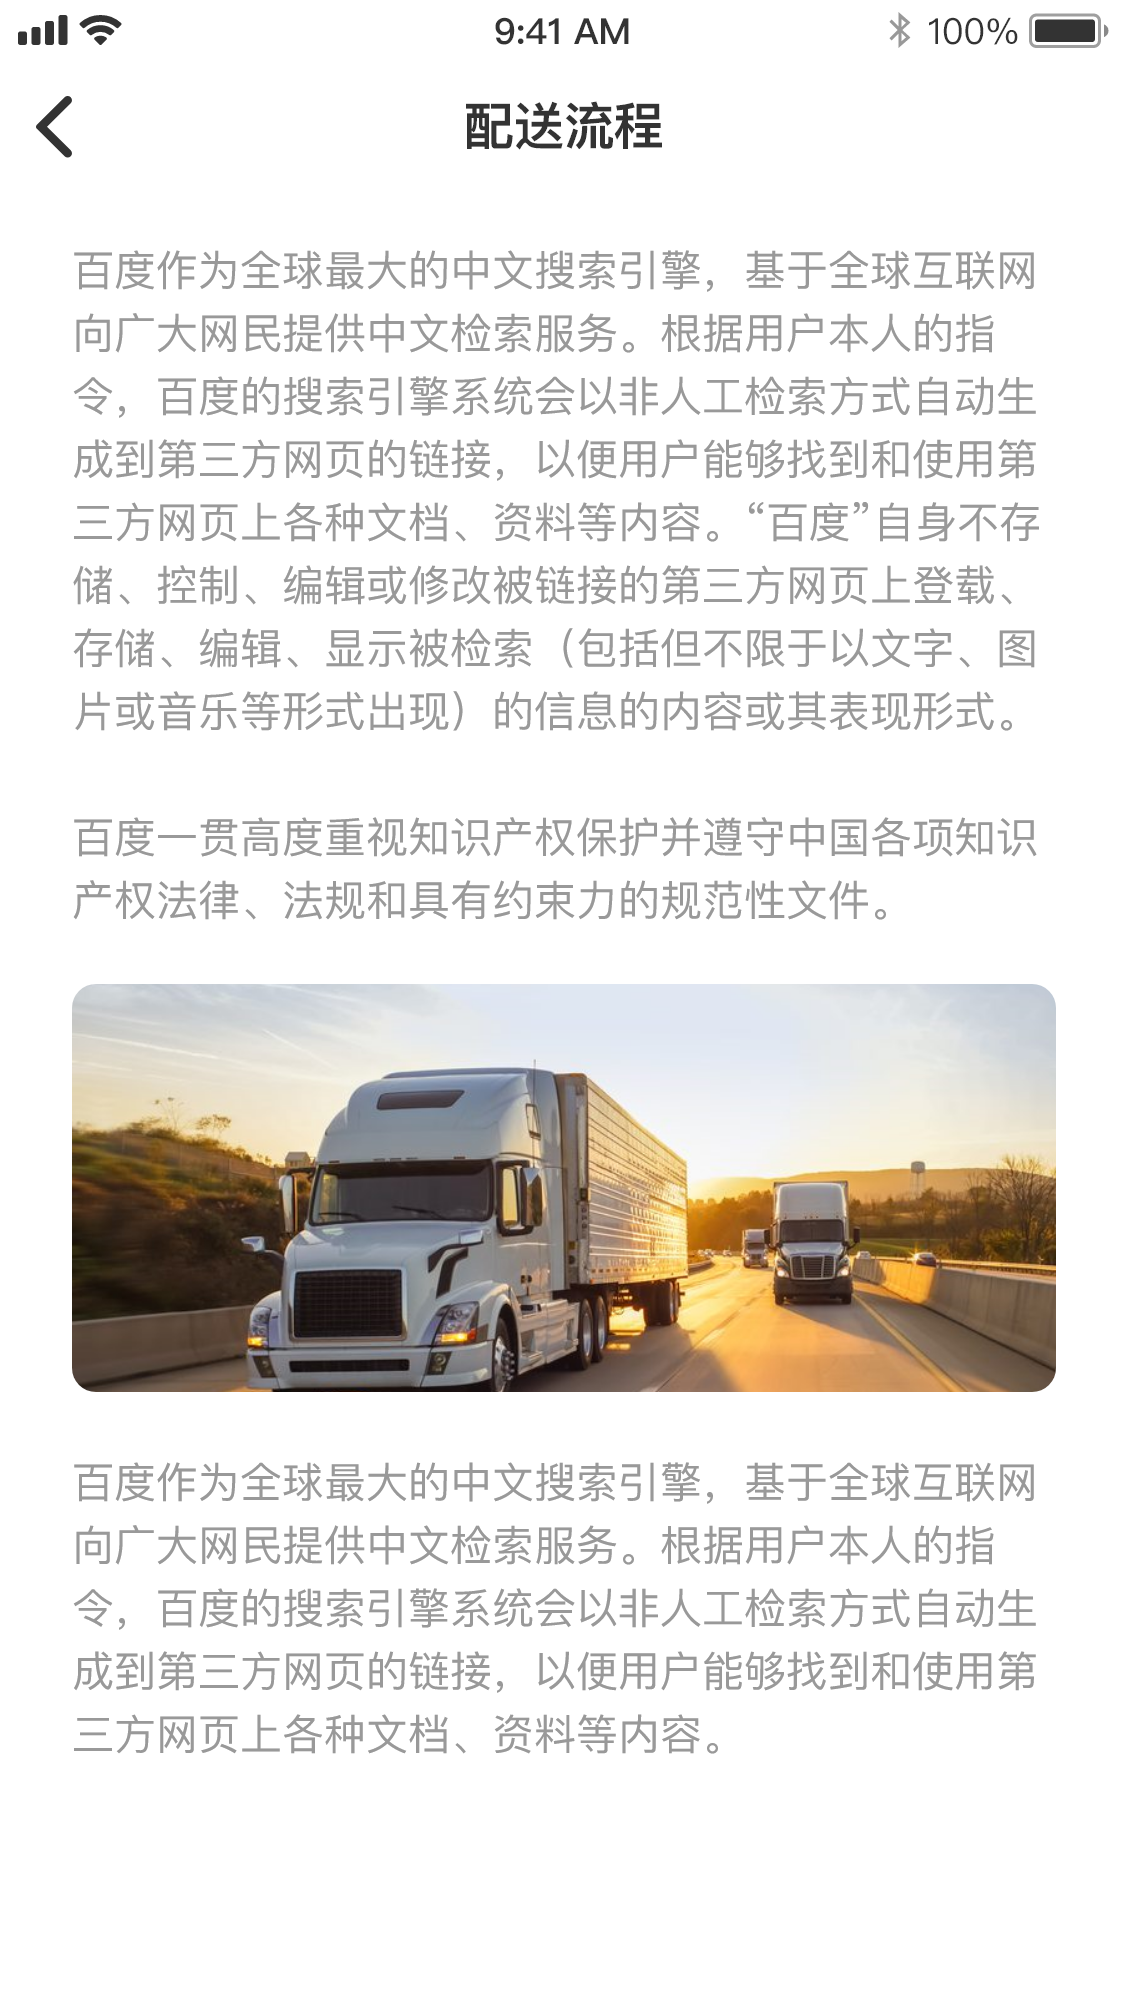 9:41 AM
100%
配送流程
百度作为全球最大的中文搜索引擎，基于全球互联网
向广大网民提供中文检索服务。根据用户本人的指
令，百度的搜索引擎系统会以非人工检索方式自动生
成到第三方网页的链接，以便用户能够找到和使用第
三方网页上各种文档、资料等内容。“百度”自身不存
储、控制、编辑或修改被链接的第三方网页上登载、
存储、编辑、显示被检索（包括但不限于以文字、图
片或音乐等形式出现）的信息的内容或其表现形式。
百度一贯高度重视知识产权保护并遵守中国各项知识
产权法律、法规和具有约束力的规范性文件。
百度作为全球最大的中文搜索引擎，基于全球互联网
向广大网民提供中文检索服务。根据用户本人的指
令，百度的搜索引擎系统会以非人工检索方式自动生
成到第三方网页的链接，以便用户能够找到和使用第
三方网页上各种文档、资料等内容。